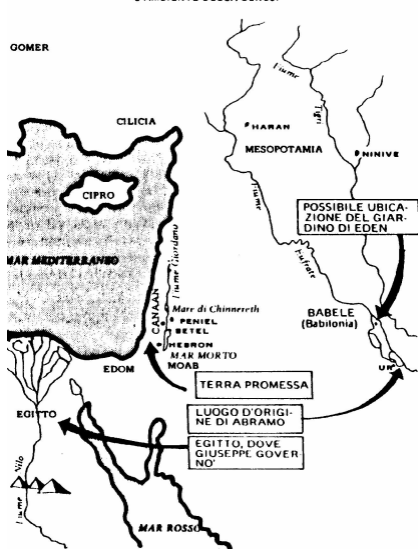 GOMER
Fiume
Tigri
CILICIA
HARAN
MESOPOTAMIA
NINIVE
CIPRO
Fiume
Eufrate
POSSIBILE UBICA-
ZIONE DEL GIAR-
DINO DI EDEN
Fiume Giordano
MAR MEDITERRANEO
CANAAN
Mare di Chinnereth
PENIEL
BETEL
BABELE
(Babilonia)
HEBRON
MAR MORTO
MOAB
EDOM
UR
TERRA PROMESSA
LUOGO D'ORIGI-
NE DI ABRAMO
EGITTO
EGITTO, DOVE
GIUSEPPE GOVER-
NO'
Fiume Nilo
MAR ROSSO